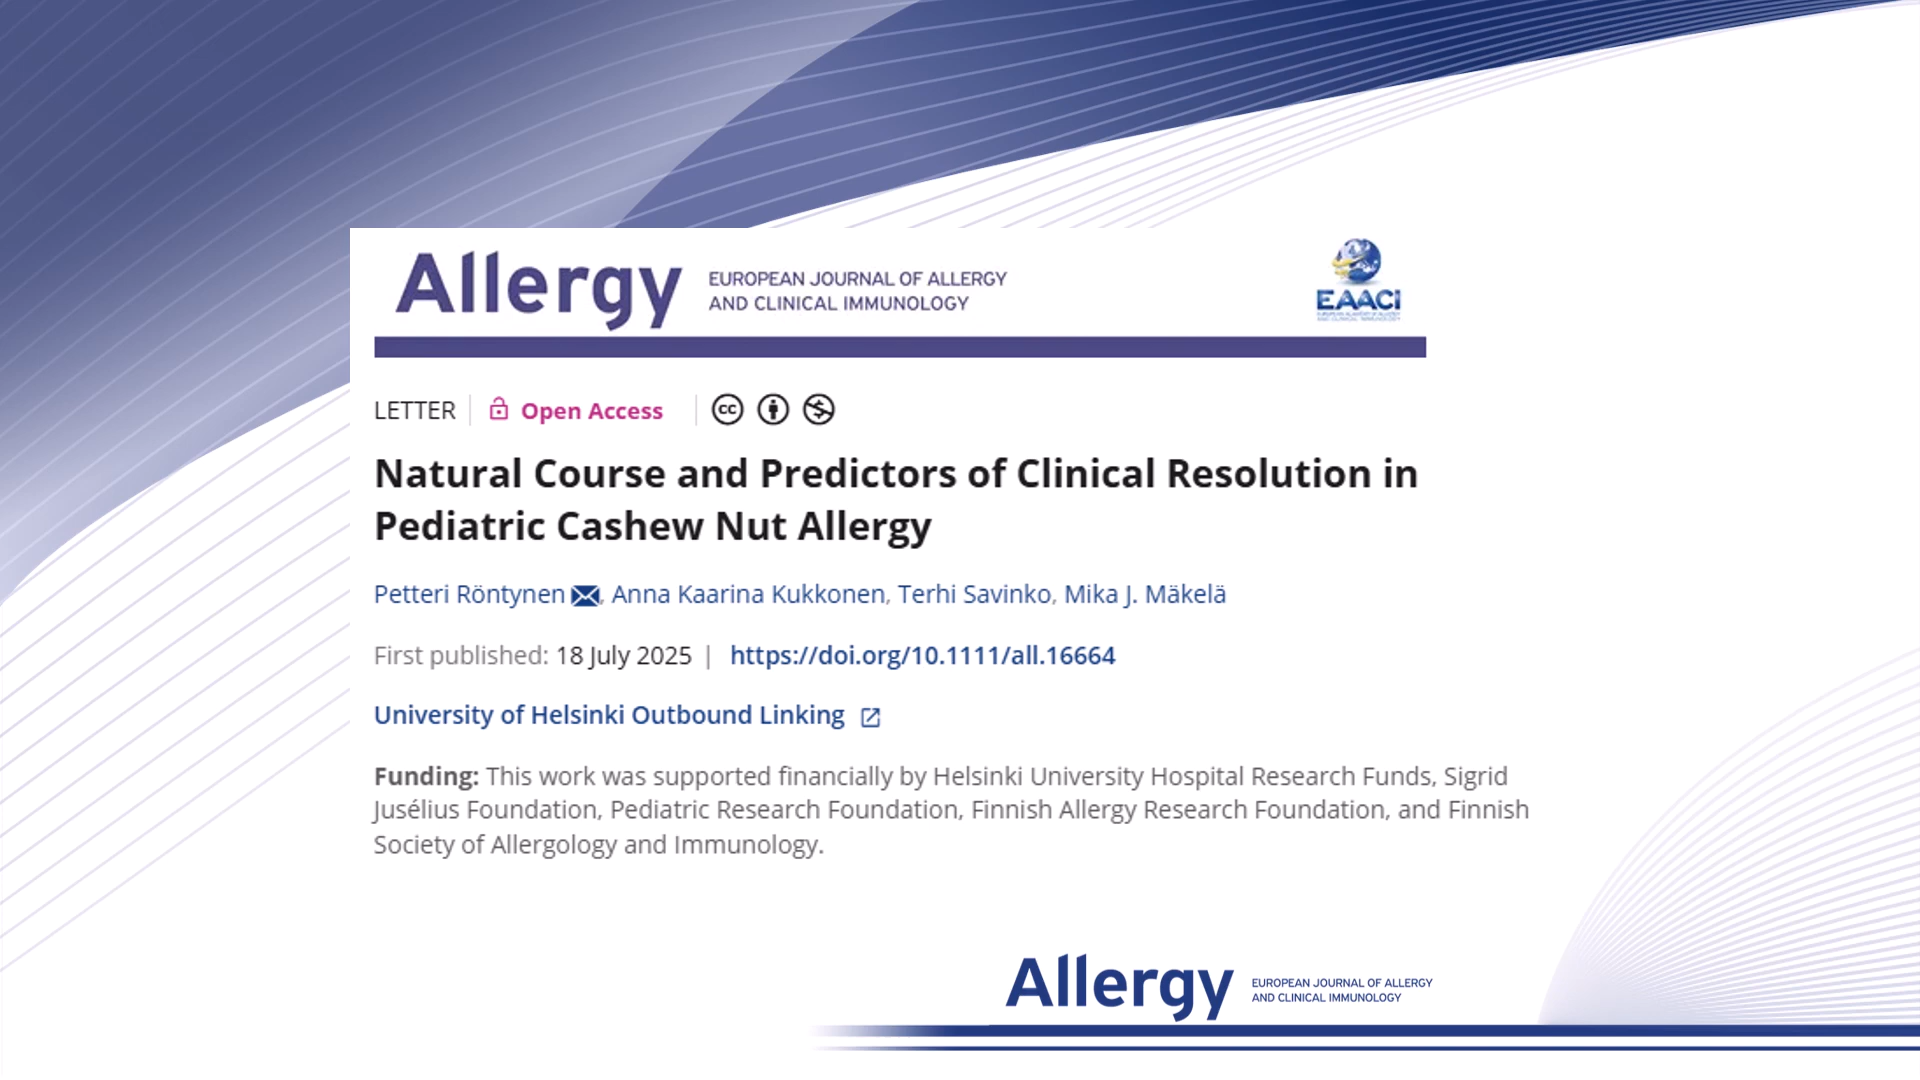 Allergy
EUROPEAN JOURNAL OF ALLERGY
AND CLINICAL IMMUNOLOGY
EAACI
LETTER Open Access
Natural Course and Predictors of Clinical Resolution in
Pediatric Cashew Nut Allergy
Petteri Röntynen, Anna Kaarina Kukkonen, Terhi Savinko, Mika J. Mäkelä
First published: 18 July 2025 | https://doi.org/10.1111/all.16664
University of Helsinki Outbound Linking
Funding: This work was supported financially by Helsinki University Hospital Research Funds, Sigrid
Jusélius Foundation, Pediatric Research Foundation, Finnish Allergy Research Foundation, and Finnish
Society of Allergology and Immunology.
Allergy
EUROPEAN JOURNAL OF ALLERGY
AND CLINICAL IMMUNOLOGY